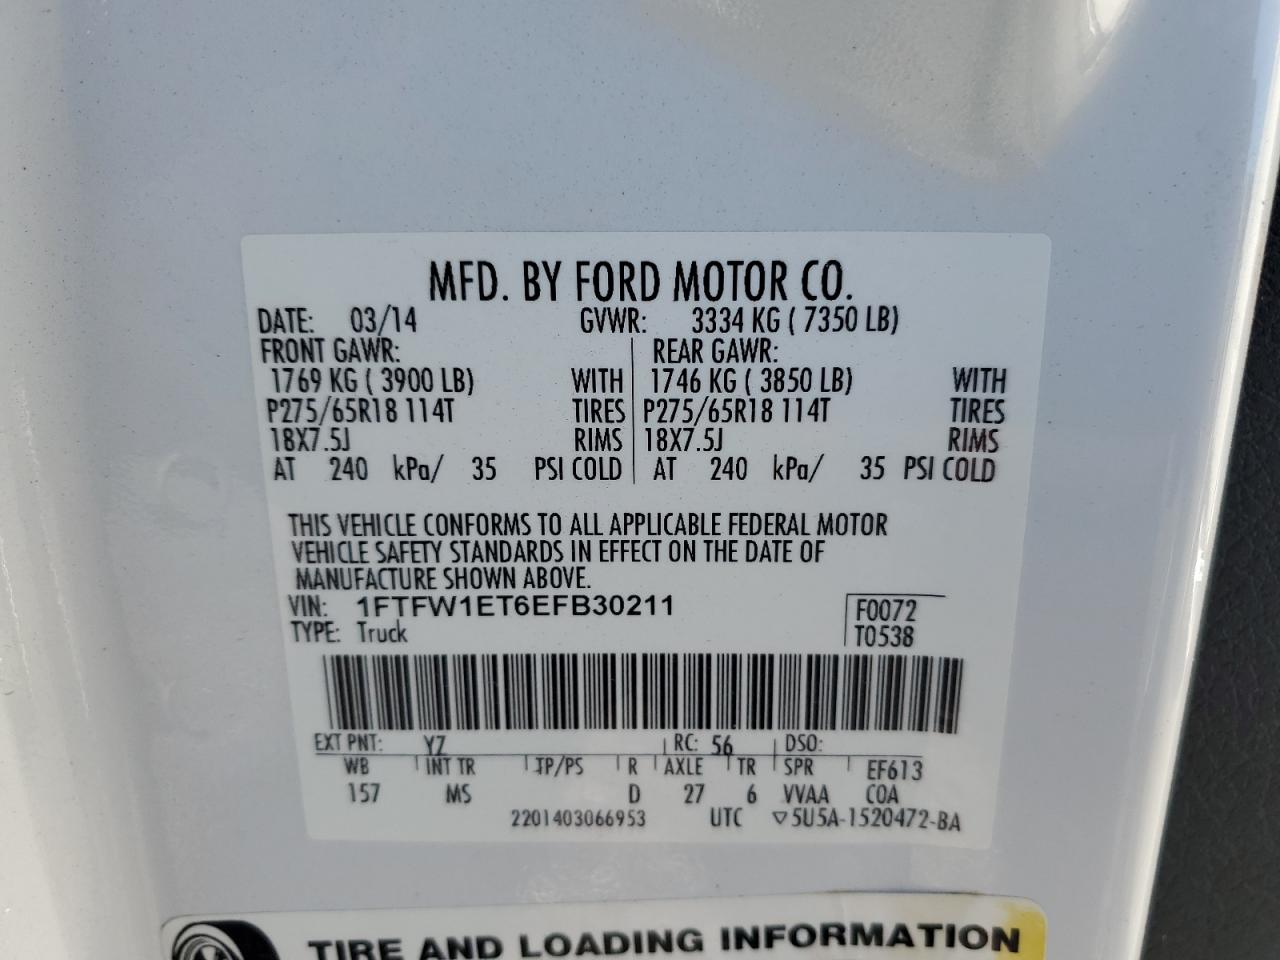 MFD. BY FORD MOTOR CO.
DATE: 03/14 GVWR: 3334 KG ( 7350 LB)
FRONT GAWR: REAR GAWR:
1769 KG ( 3900 LB) WITH 1746 KG ( 3850 LB) WITH
P275/65R18 114T TIRES P275/65R18 114T TIRES
18X7.5J RIMS 18X7.5J RIMS
AT 240 kPa/ 35 PSI COLD AT 240 kPa/ 35 PSI COLD
THIS VEHICLE CONFORMS TO ALL APPLICABLE FEDERAL MOTOR
VEHICLE SAFETY STANDARDS IN EFFECT ON THE DATE OF
MANUFACTURE SHOWN ABOVE.
VIN: 1FTFW1ET6EFB30211 F0072
TYPE: Truck T0538
EXT PNT: YZ RC: 56 DSO:
WB INT TR TP/PS R AXLE TR SPR EF613
157 MS D 27 6 VVAA COA
2201403066953 UTC ▽5U5A-1520472-BA
TIRE AND LOADING INFORMATION